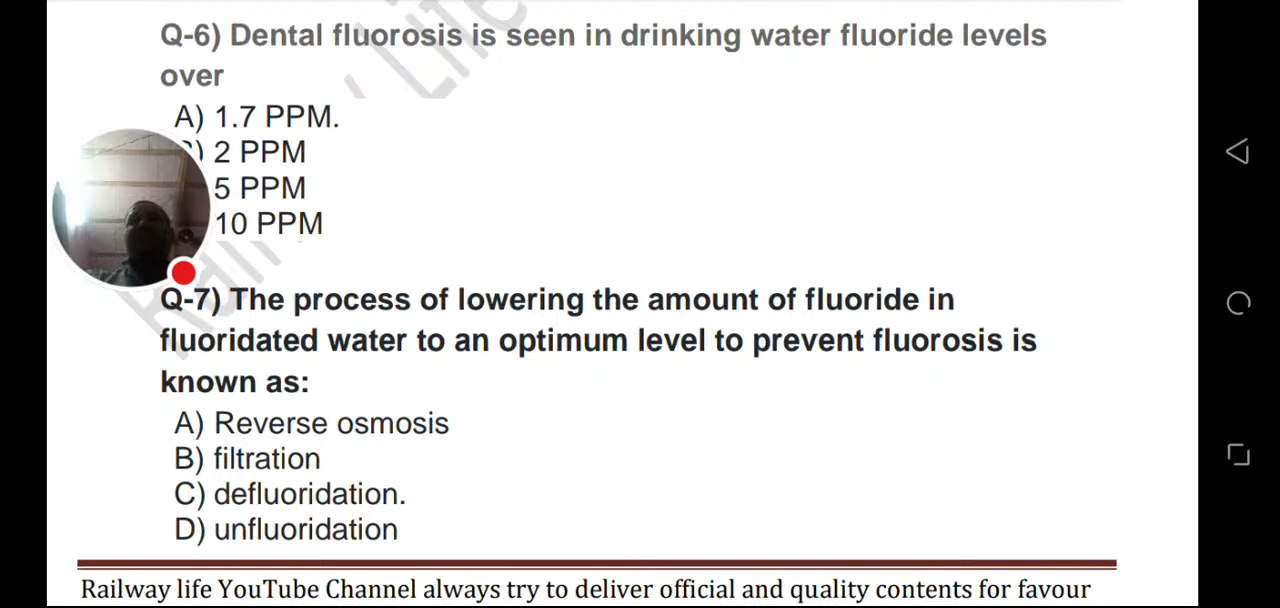 Q-6) Dental fluorosis is seen in drinking water fluoride levels
over
A) 1.7 PPM.
) 2 PPM
5 PPM
10 PPM
Q-7) The process of lowering the amount of fluoride in
fluoridated water to an optimum level to prevent fluorosis is
known as:
A) Reverse osmosis
B) filtration
C) defluoridation.
D) unfluoridation
Railway life YouTube Channel always try to deliver official and quality contents for favour